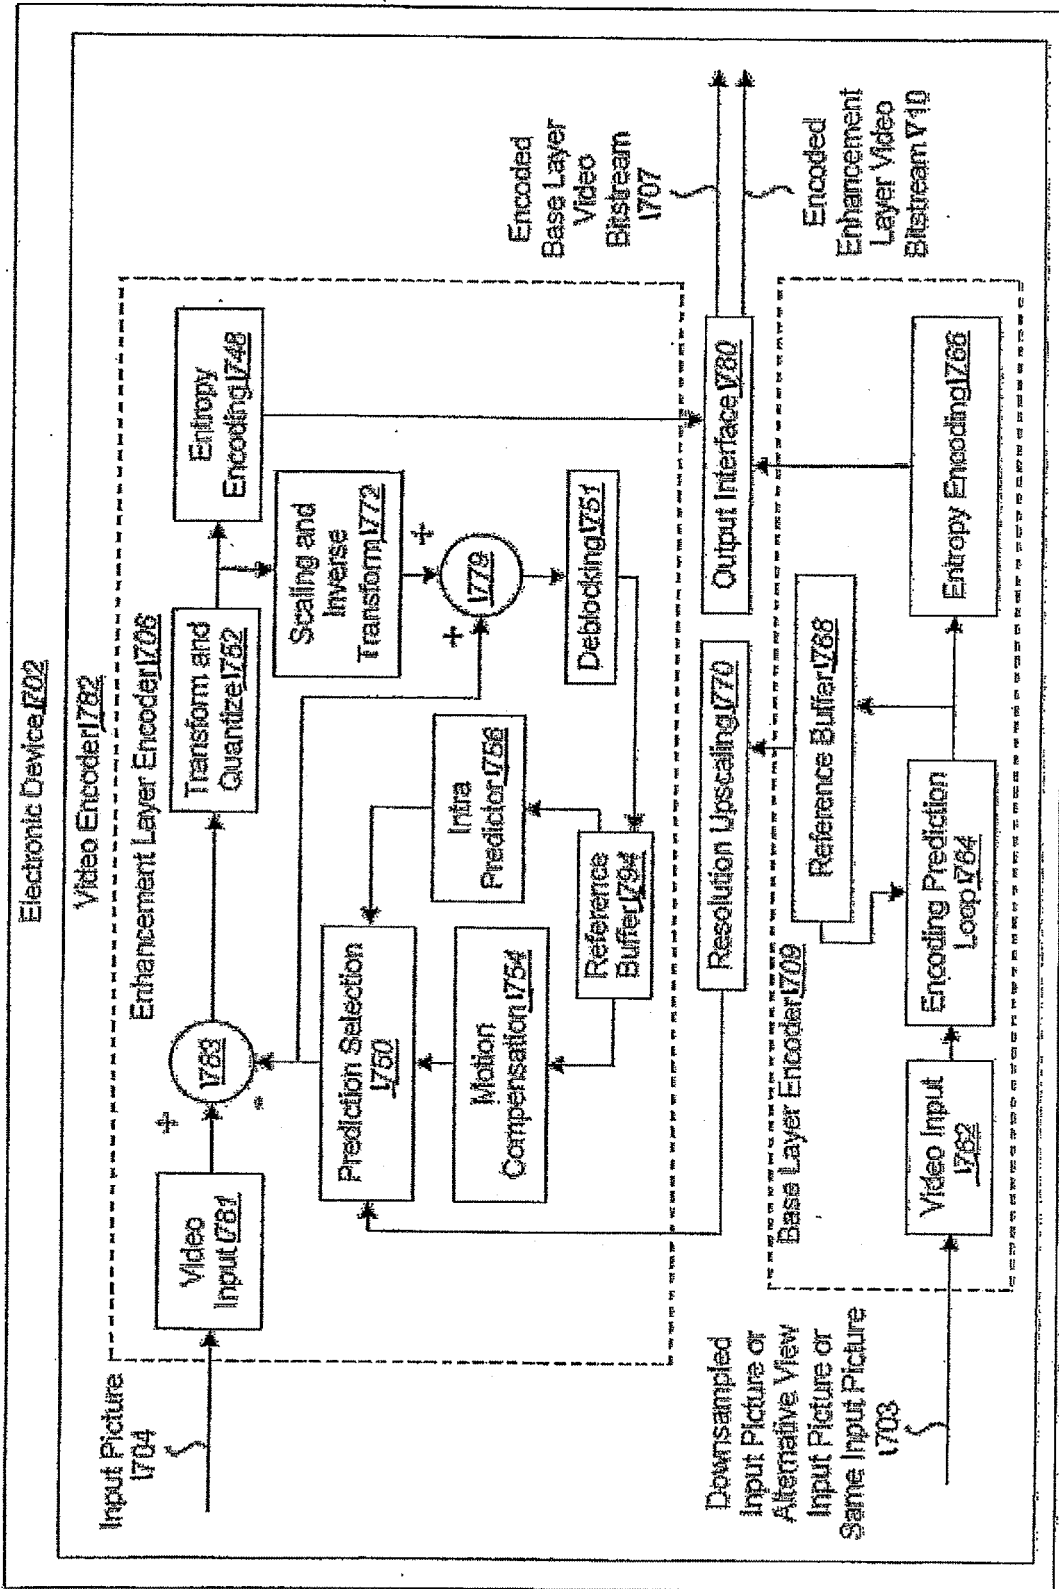 Electronic Device 1702
Video Encoder 1782
Enhancement Layer Encoder 1706
Input Picture
1704
Video
Input 1781
+
1783
-
Transform and
Quantize 1752
Entropy
Encoding 1748
Scaling and
Inverse
Transform 1772
+
+
1779
Deblocking 1751
Prediction Selection
1750
Intra
Predictor 1756
Motion
Compensation 1754
Reference
Buffer 1794
Encoded
Base Layer
Video
Bitstream
1707
Resolution Upscaling 1770
Output Interface 1780
Encoded
Enhancement
Layer Video
Bitstream 1710
Downsampled
Input Picture or
Alternative View
Input Picture or
Same Input Picture
1703
Base Layer Encoder 1709
Video Input
1762
Encoding Prediction
Loop 1764
Reference Buffer 1768
Entropy Encoding 1766